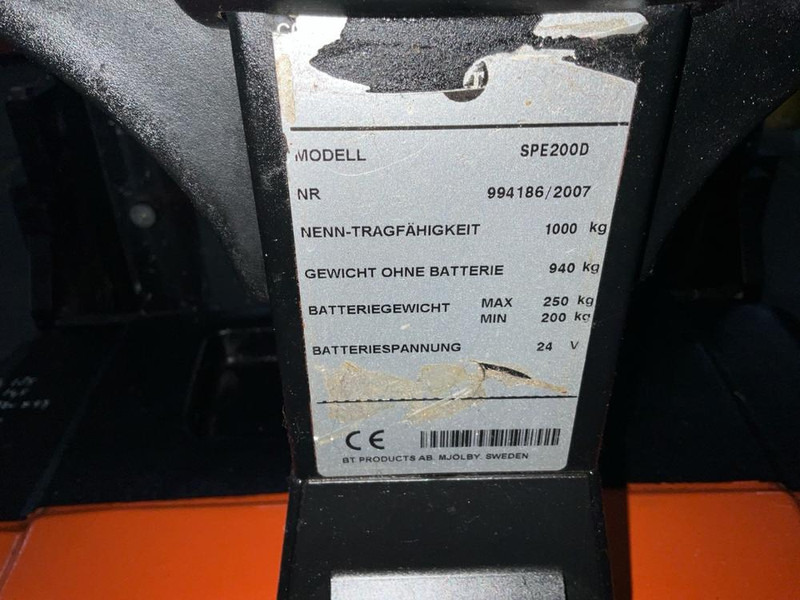 MODELL SPE200D
NR 994186/2007
NENN-TRAGFÄHIGKEIT 1000 kg
GEWICHT OHNE BATTERIE 940 kg
BATTERIEGEWICHT MAX 250 kg
MIN 200 kg
BATTERIESPANNUNG 24 V
CE
BT PRODUCTS AB. MJÖLBY. SWEDEN